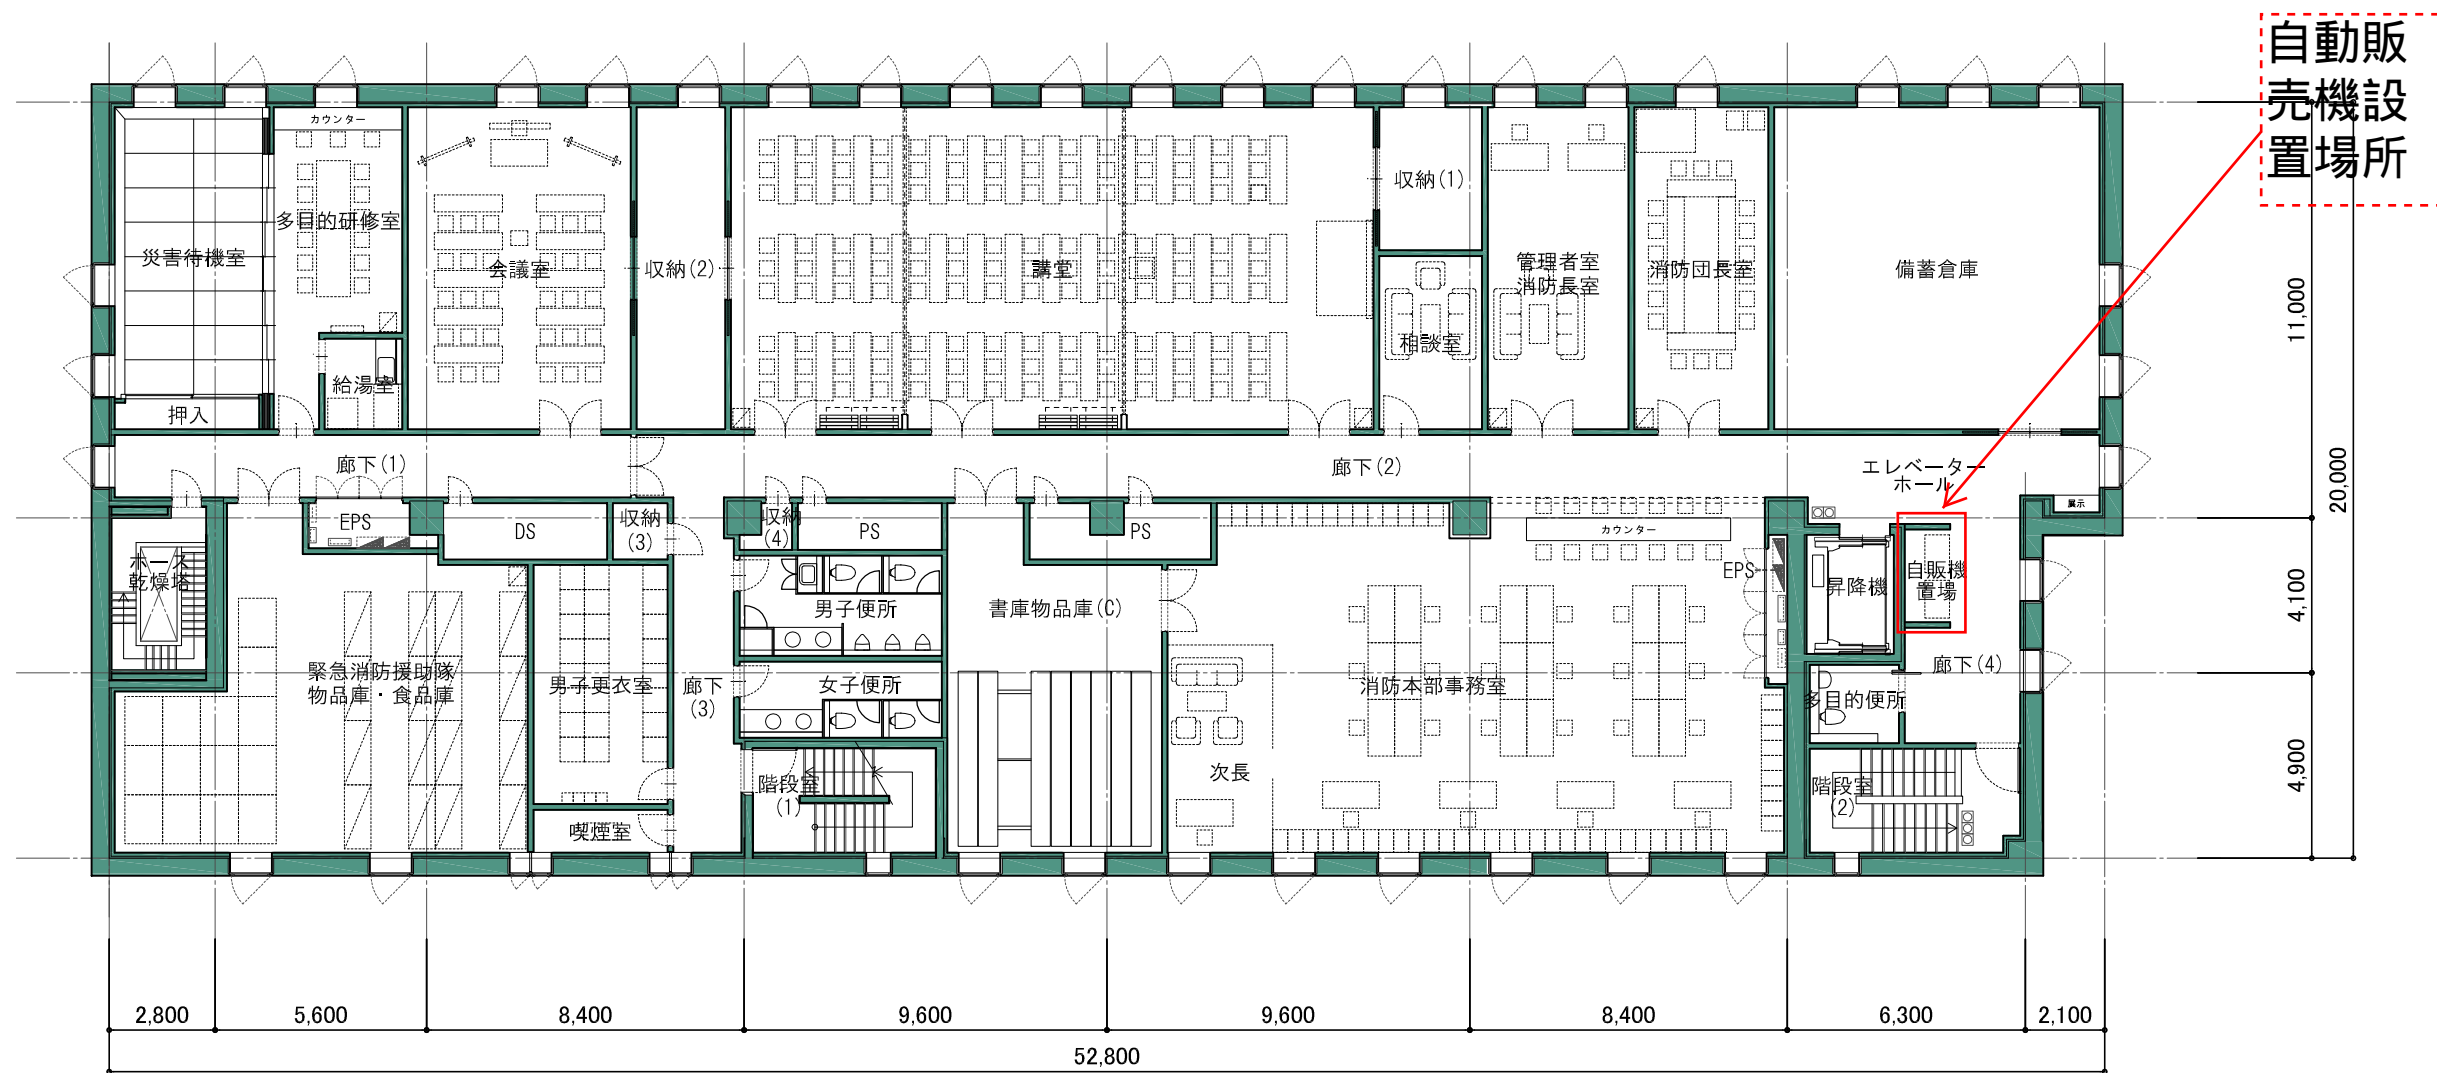 自動販
売機設
置場所
カウンター
多目的研修室
災害待機室
給湯室
押入
会議室
収納(2)
講堂
収納(1)
相談室
管理者室
消防長室
消防団長室
備蓄倉庫
廊下(1)
廊下(2)
エレベーター
ホール
展示
ホース
乾燥塔
EPS
DS
収納
(3)
収納
(4)
PS
PS
カウンター
EPS
昇降機
自販機
置場
男子便所
書庫物品庫(C)
緊急消防援助隊
物品庫・食品庫
男子更衣室
廊下
(3)
女子便所
消防本部事務室
廊下(4)
多目的便所
次長
階段室
(1)
階段室
(2)
喫煙室
11,000
20,000
4,100
4,900
2,800
5,600
8,400
9,600
9,600
8,400
6,300
2,100
52,800